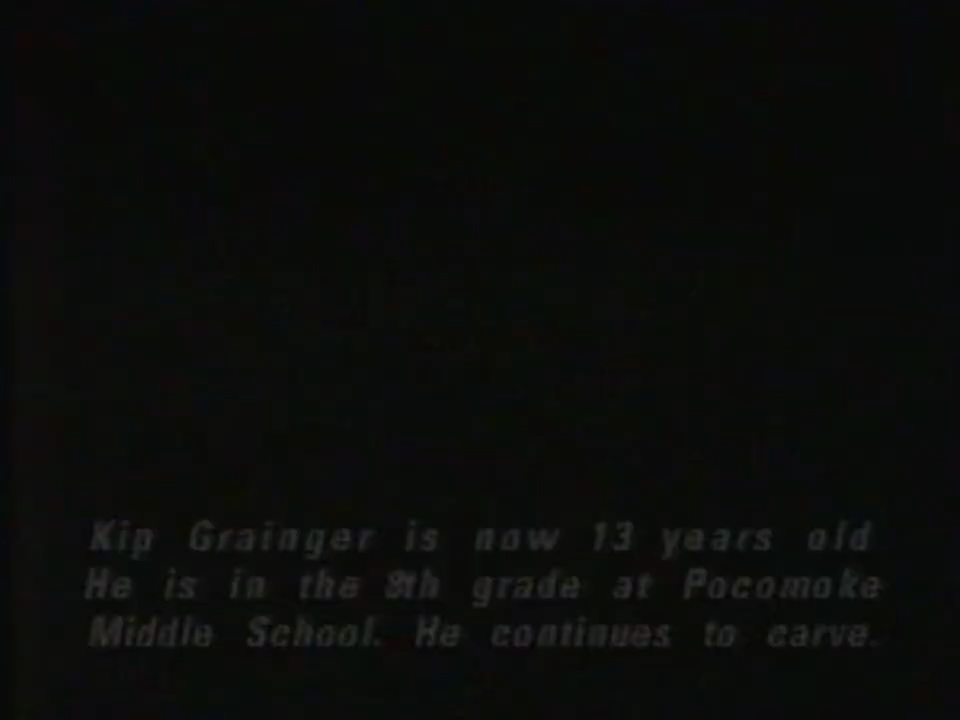 Kip Grainger is now 13 years old
He is in the 8th grade at Pocomoke
Middle School. He continues to carve.